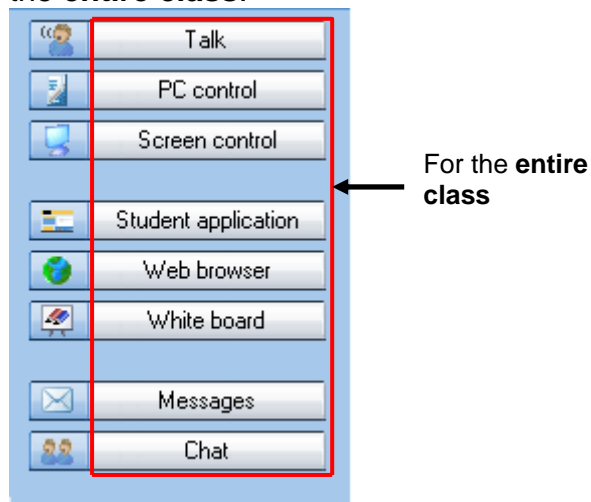 the entire class.
Talk
PC control
Screen control
For the entire
class
Student application
Web browser
White board
Messages
Chat